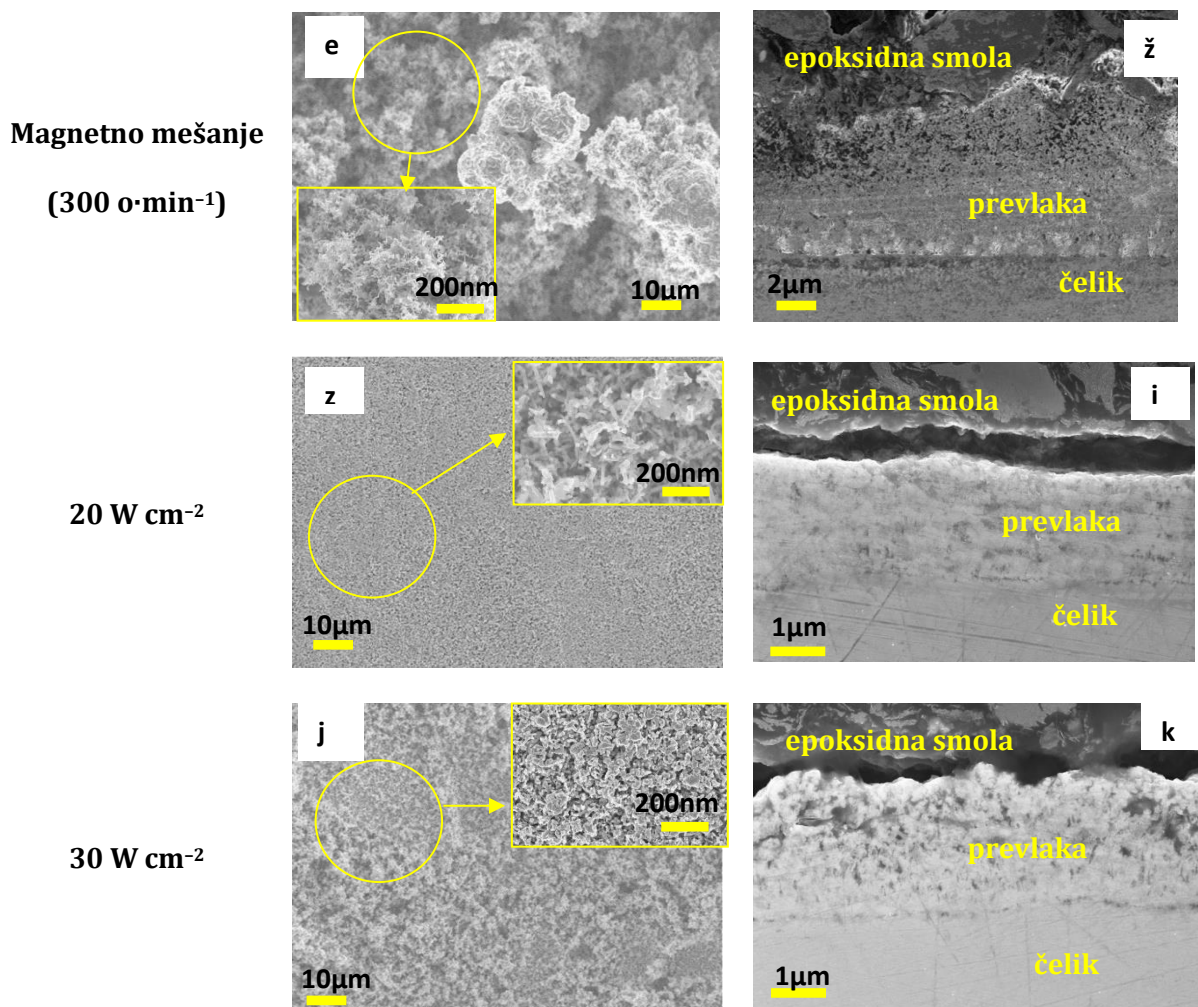 e
ž
epoksidna smola
Magnetno mešanje
(300 o·min⁻¹)
prevlaka
200nm
10µm
2µm
čelik
z
i
epoksidna smola
200nm
20 W cm⁻²
prevlaka
10µm
1µm
čelik
j
k
epoksidna smola
200nm
30 W cm⁻²
prevlaka
10µm
1µm
čelik